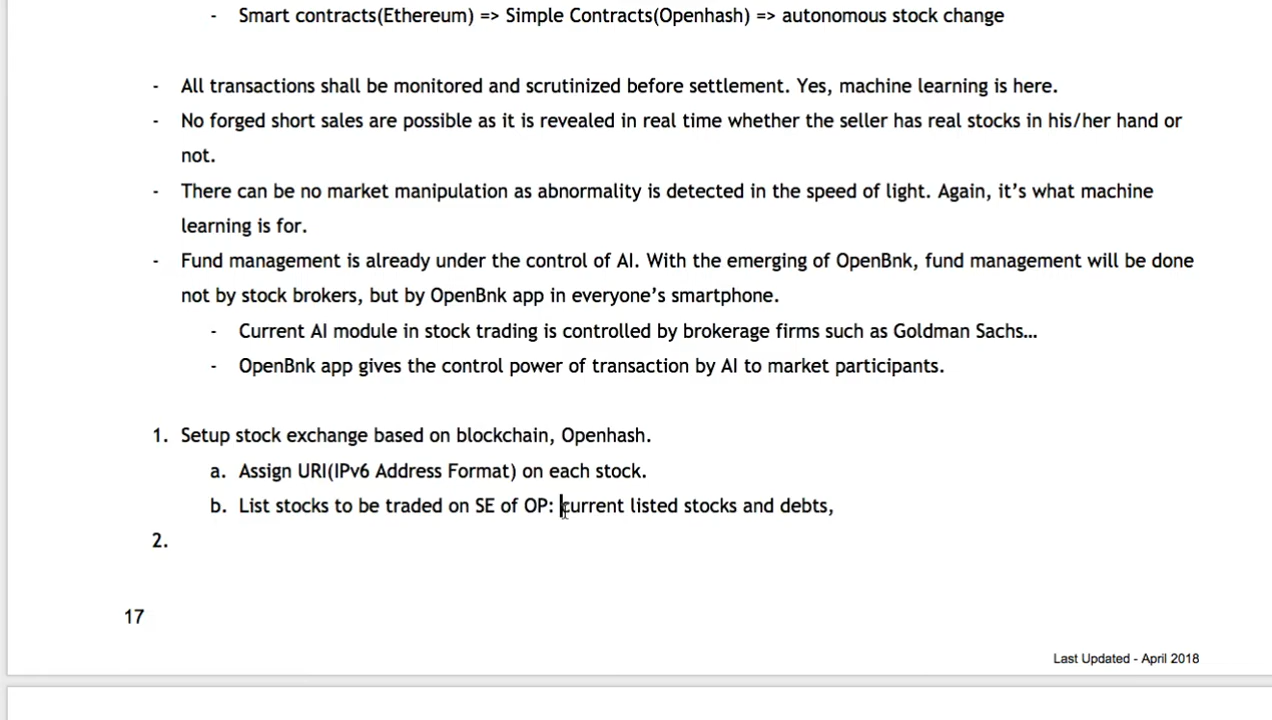 - Smart contracts(Ethereum) => Simple Contracts(Openhash) => autonomous stock change
- All transactions shall be monitored and scrutinized before settlement. Yes, machine learning is here.
- No forged short sales are possible as it is revealed in real time whether the seller has real stocks in his/her hand or
not.
- There can be no market manipulation as abnormality is detected in the speed of light. Again, it's what machine
learning is for.
- Fund management is already under the control of AI. With the emerging of OpenBnk, fund management will be done
not by stock brokers, but by OpenBnk app in everyone's smartphone.
- Current AI module in stock trading is controlled by brokerage firms such as Goldman Sachs…
- OpenBnk app gives the control power of transaction by AI to market participants.
1. Setup stock exchange based on blockchain, Openhash.
a. Assign URI(IPv6 Address Format) on each stock.
b. List stocks to be traded on SE of OP: current listed stocks and debts,
2.
17
Last Updated - April 2018